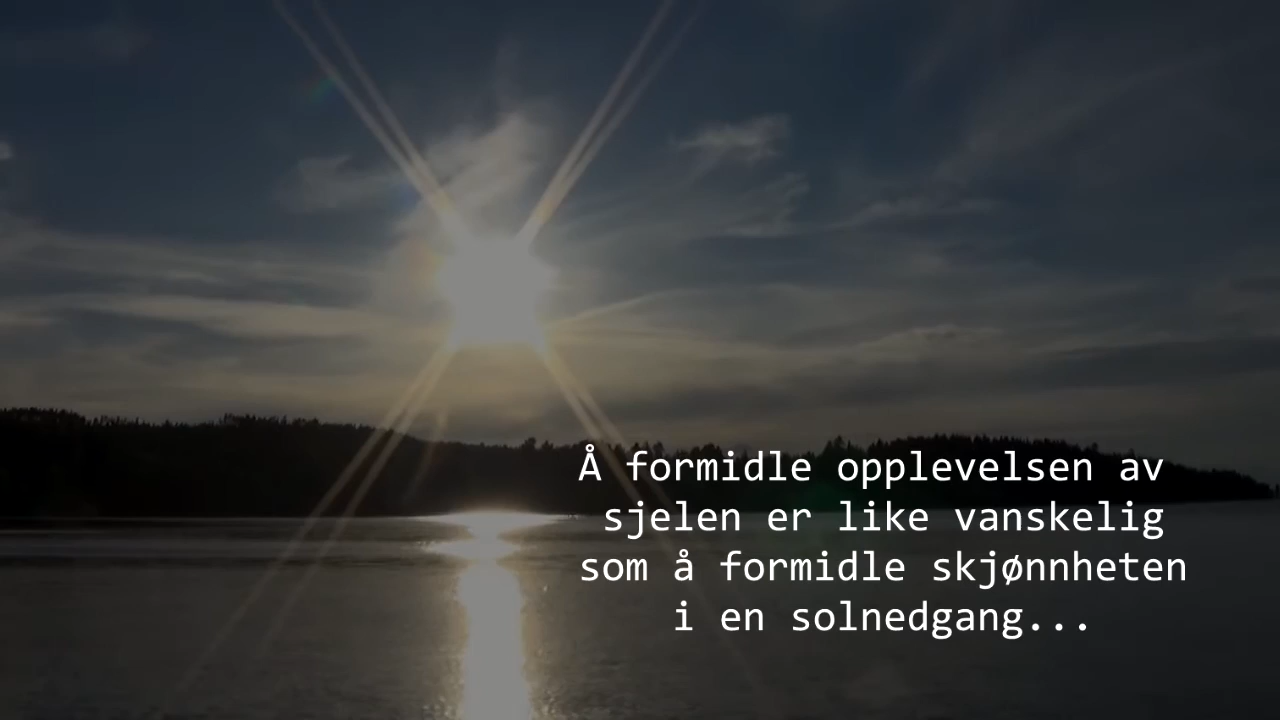 Å formidle opplevelsen av
sjelen er like vanskelig
som å formidle skjønnheten
i en solnedgang...